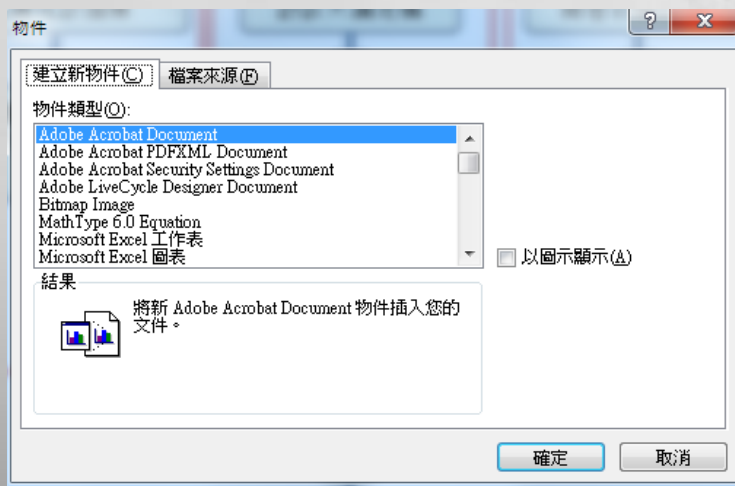 物件
建立新物件(C)
檔案來源(F)
物件類型(O):
Adobe Acrobat Document
Adobe Acrobat PDFXML Document
Adobe Acrobat Security Settings Document
Adobe LiveCycle Designer Document
Bitmap Image
MathType 6.0 Equation
Microsoft Excel 工作表
Microsoft Excel 圖表
以圖示顯示(A)
結果
將新 Adobe Acrobat Document 物件插入您的
文件。
確定
取消